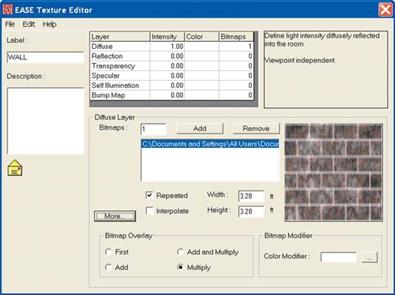 EASE Texture Editor
File Edit Help
Label :
WALL
Description :
Layer Intensity Color Bitmaps
Diffuse 1.00 1
Reflection 0.00 0
Transparency 0.00 0
Specular 0.00 0
Self Illumination 0.00 0
Bump Map 0.00 0
Define light intensity diffusely reflected
into the room
Viewpoint independent
Diffuse Layer
Bitmaps : 1 Add Remove
C:\Documents and Settings\All Users\Docur
Repeated Width : 3.28 ft
Interpolate Height : 3.28 ft
More...
Bitmap Overlay
First Add and Multiply
Add Multiply
Bitmap Modifier
Color Modifier : ...